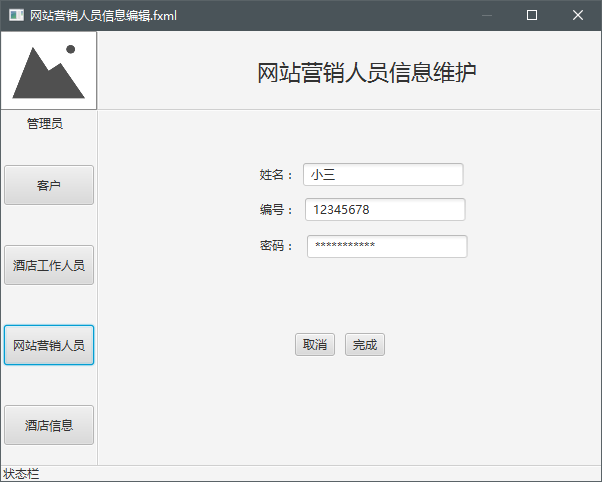 网站营销人员信息编辑.fxml
网站营销人员信息维护
管理员
客户
酒店工作人员
网站营销人员
酒店信息
姓名： 小三
编号： 12345678
密码： ***********
取消 完成
状态栏